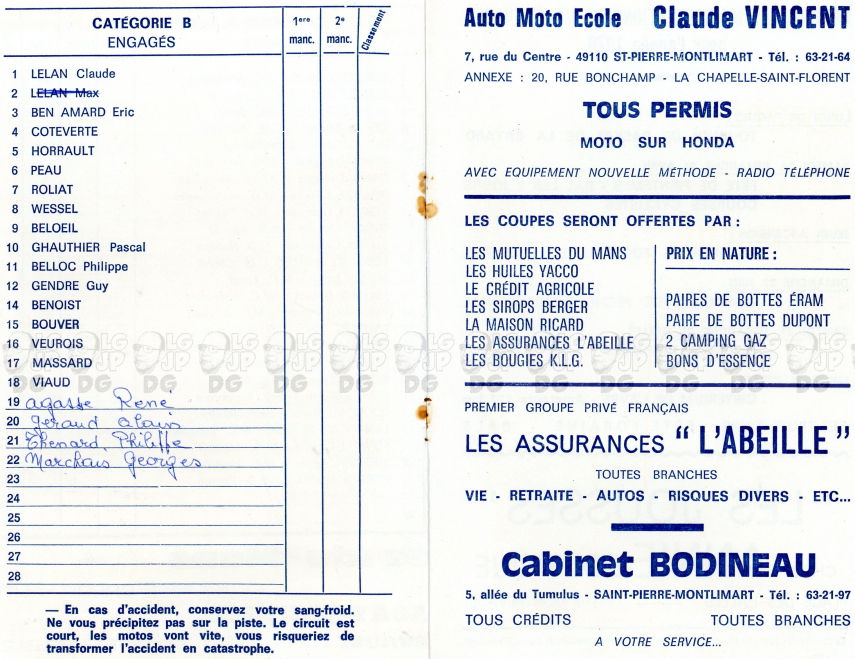 CATÉGORIE B
ENGAGÉS
1ere manc.
2e manc.
Classement
1 LELAN Claude
2 LELAN Max
3 BEN AMARD Eric
4 COTEVERTE
5 HORRAULT
6 PEAU
7 ROLIAT
8 WESSEL
9 BELOEIL
10 GHAUTHIER Pascal
11 BELLOC Philippe
12 GENDRE Guy
14 BENOIST
15 BOUVER
16 VEUROIS
17 MASSARD
18 VIAUD
19 agasse René
20 Geraud Alain
21 Thenard Philippe
22 Marchais Georges
23
24
25
26
27
28
— En cas d'accident, conservez votre sang-froid.
Ne vous précipitez pas sur la piste. Le circuit est
court, les motos vont vite, vous risqueriez de
transformer l'accident en catastrophe.
Auto Moto Ecole Claude VINCENT
7, rue du Centre - 49110 ST-PIERRE-MONTLIMART - Tél. : 63-21-64
ANNEXE : 20, RUE BONCHAMP - LA CHAPELLE-SAINT-FLORENT
TOUS PERMIS
MOTO SUR HONDA
AVEC EQUIPEMENT NOUVELLE MÉTHODE - RADIO TÉLÉPHONE
LES COUPES SERONT OFFERTES PAR :
LES MUTUELLES DU MANS
LES HUILES YACCO
LE CRÉDIT AGRICOLE
LES SIROPS BERGER
LA MAISON RICARD
LES ASSURANCES L'ABEILLE
LES BOUGIES K.L.G.
PRIX EN NATURE :
PAIRES DE BOTTES ÉRAM
PAIRE DE BOTTES DUPONT
2 CAMPING GAZ
BONS D'ESSENCE
PREMIER GROUPE PRIVÉ FRANÇAIS
LES ASSURANCES " L'ABEILLE "
TOUTES BRANCHES
VIE - RETRAITE - AUTOS - RISQUES DIVERS - ETC...
Cabinet BODINEAU
5, allée du Tumulus - SAINT-PIERRE-MONTLIMART - Tél. : 63-21-97
TOUS CRÉDITS TOUTES BRANCHES
A VOTRE SERVICE...
LG JP DG